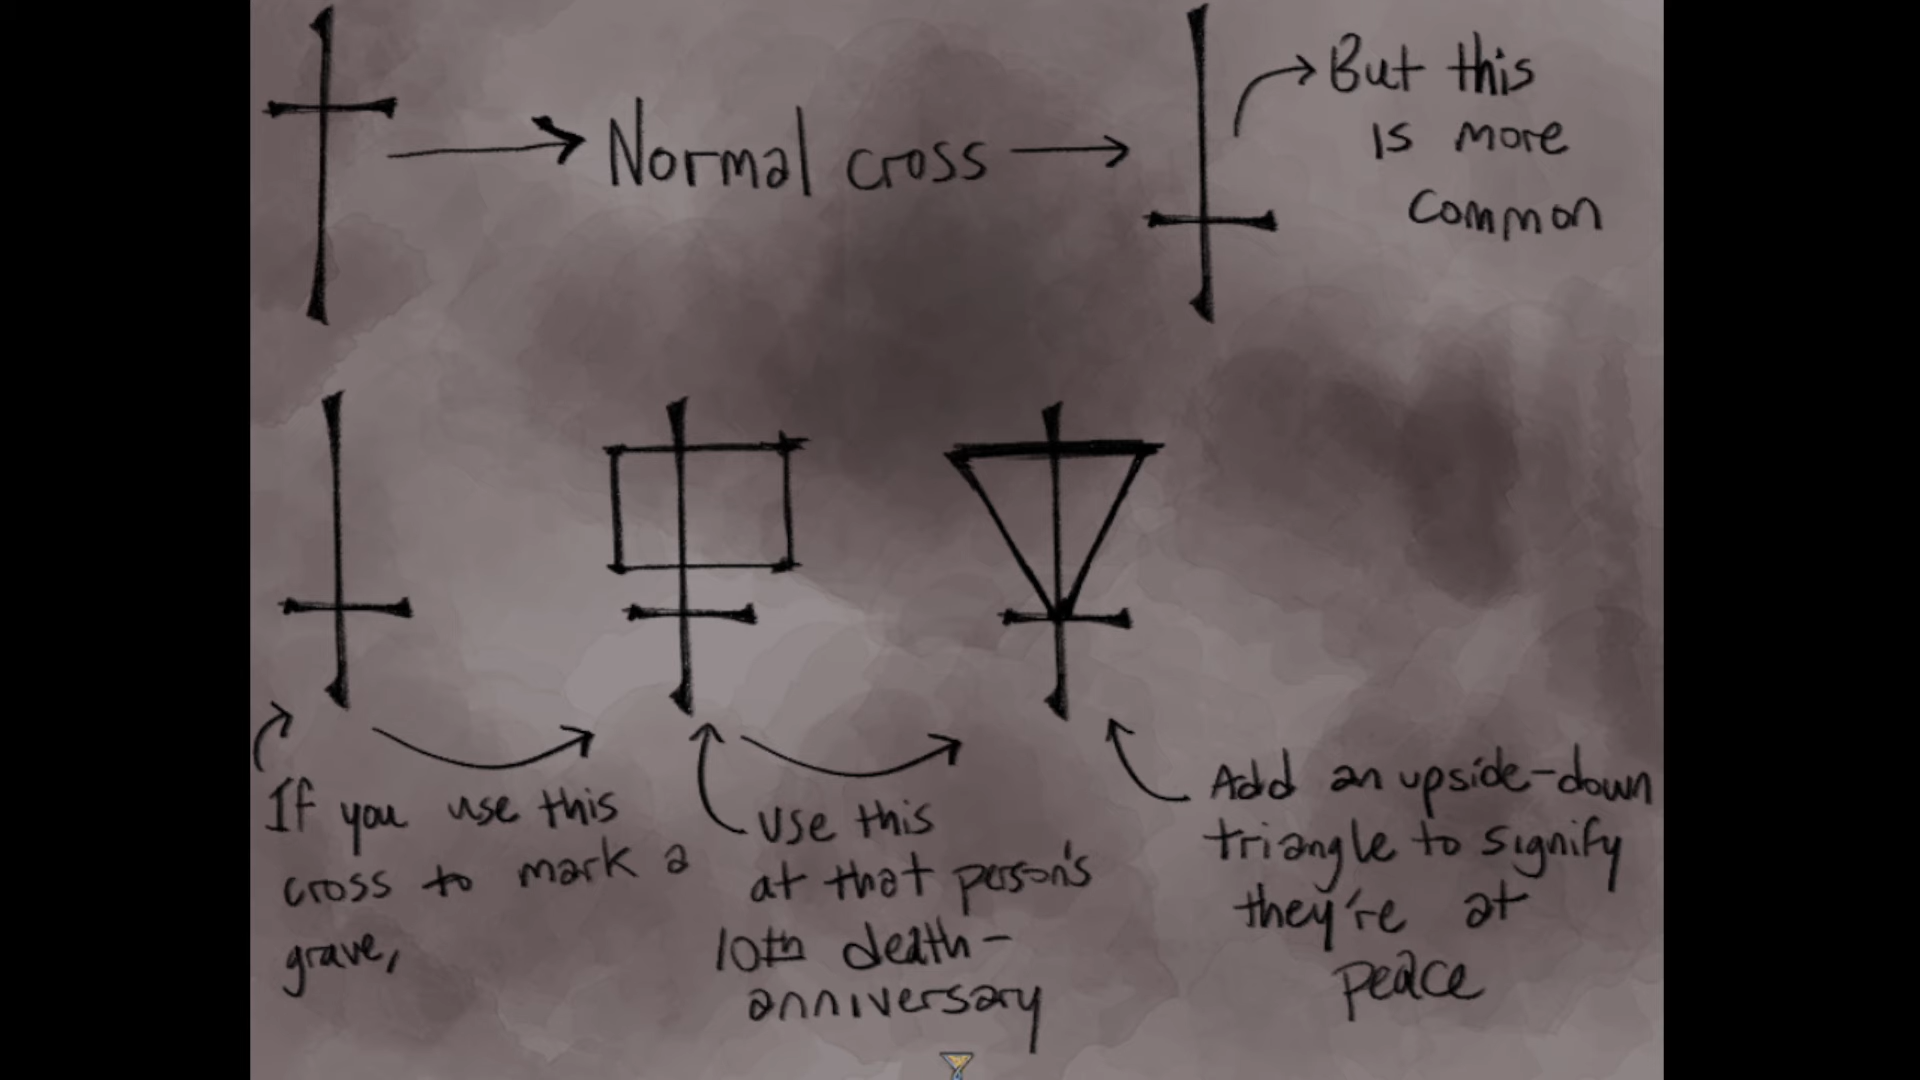 Normal cross
But this
is more
common
If you use this
cross to mark a
grave,
use this
at that person's
10th death-
anniversary
Add an upside-down
triangle to signify
they're at
peace